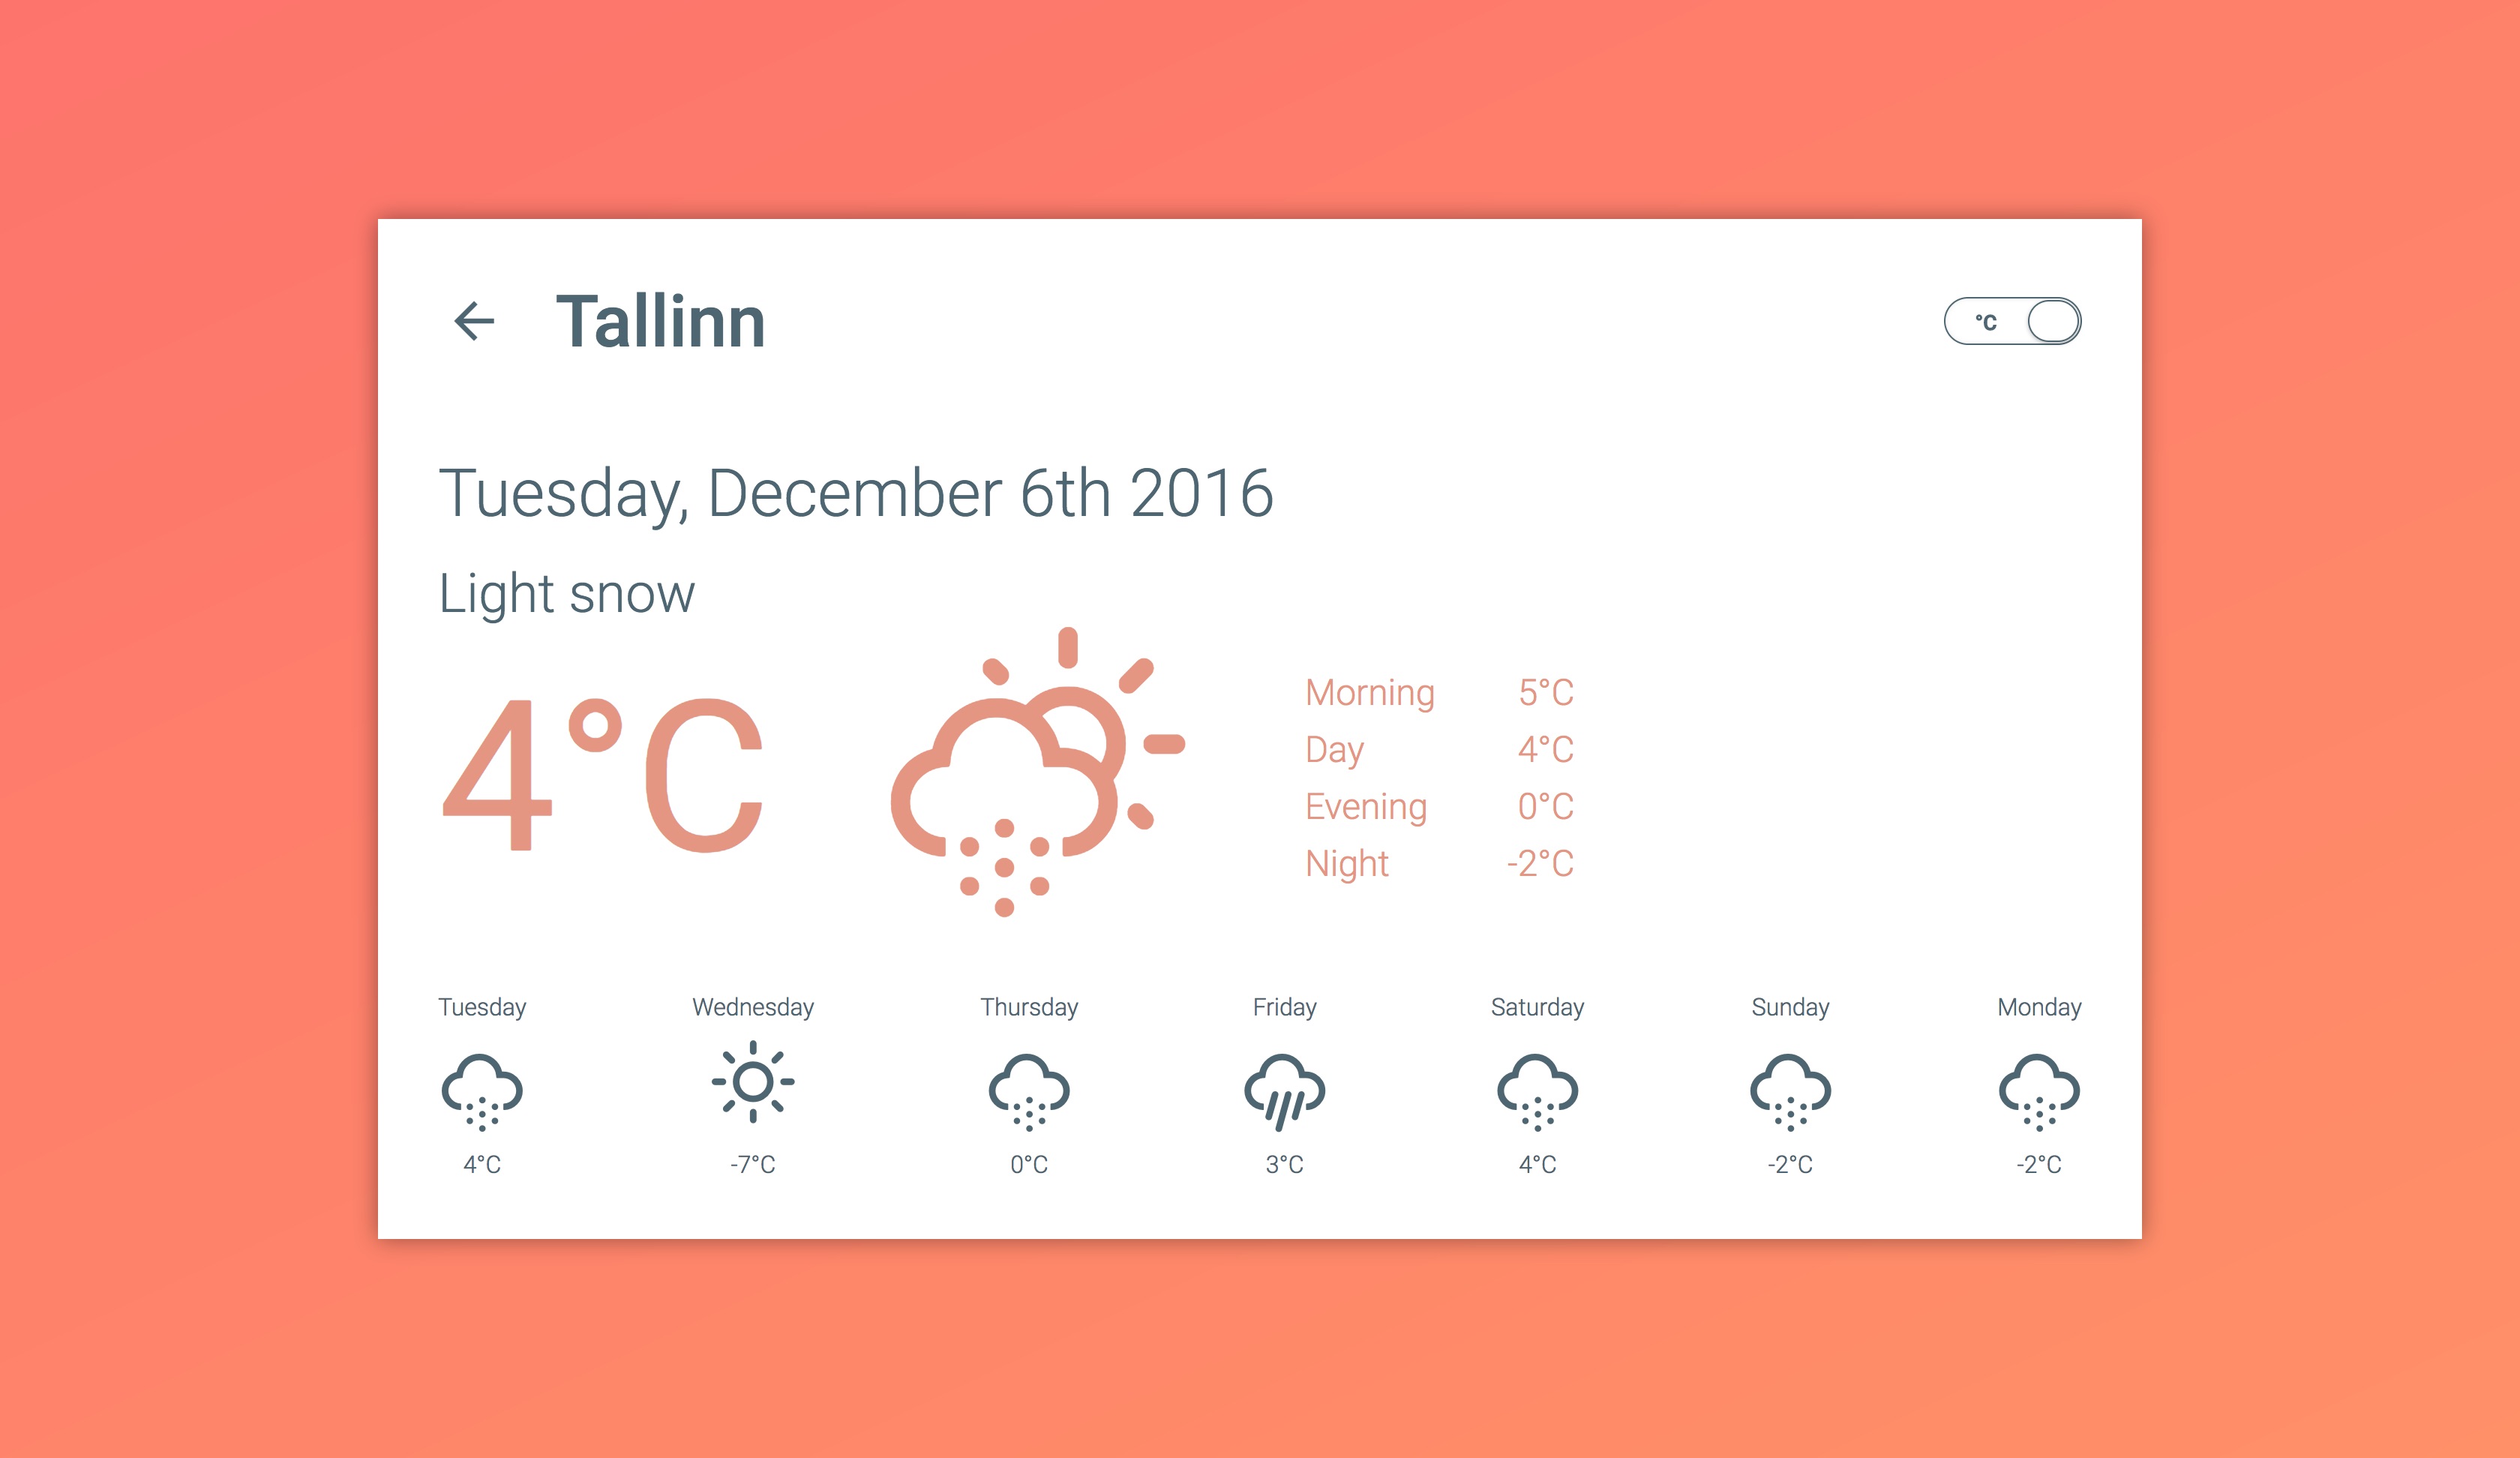 Tallinn
°C
Tuesday, December 6th 2016
Light snow
4°C
Morning 5°C
Day 4°C
Evening 0°C
Night -2°C
Tuesday Wednesday Thursday Friday Saturday Sunday Monday
4°C -7°C 0°C 3°C 4°C -2°C -2°C